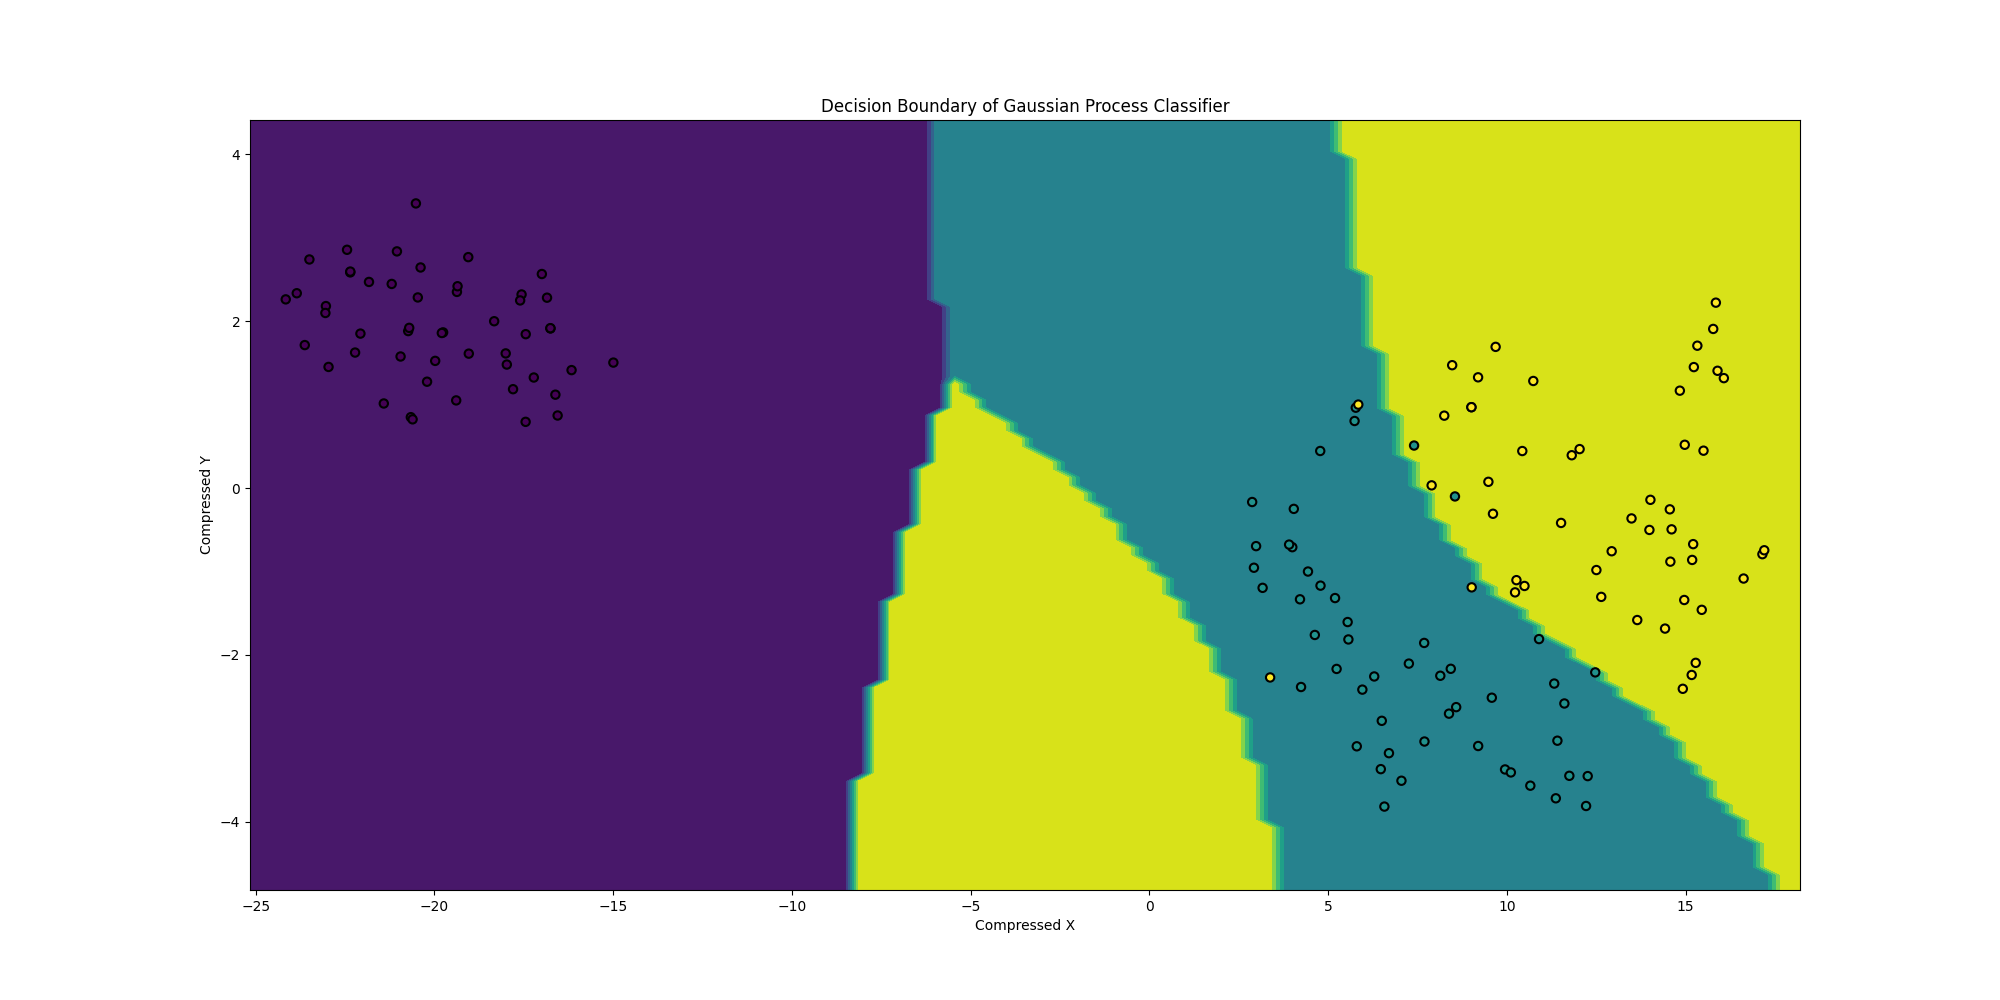 Decision Boundary of Gaussian Process Classifier
4
2
0
−2
−4
Compressed Y
−25 −20 −15 −10 −5 0 5 10 15
Compressed X